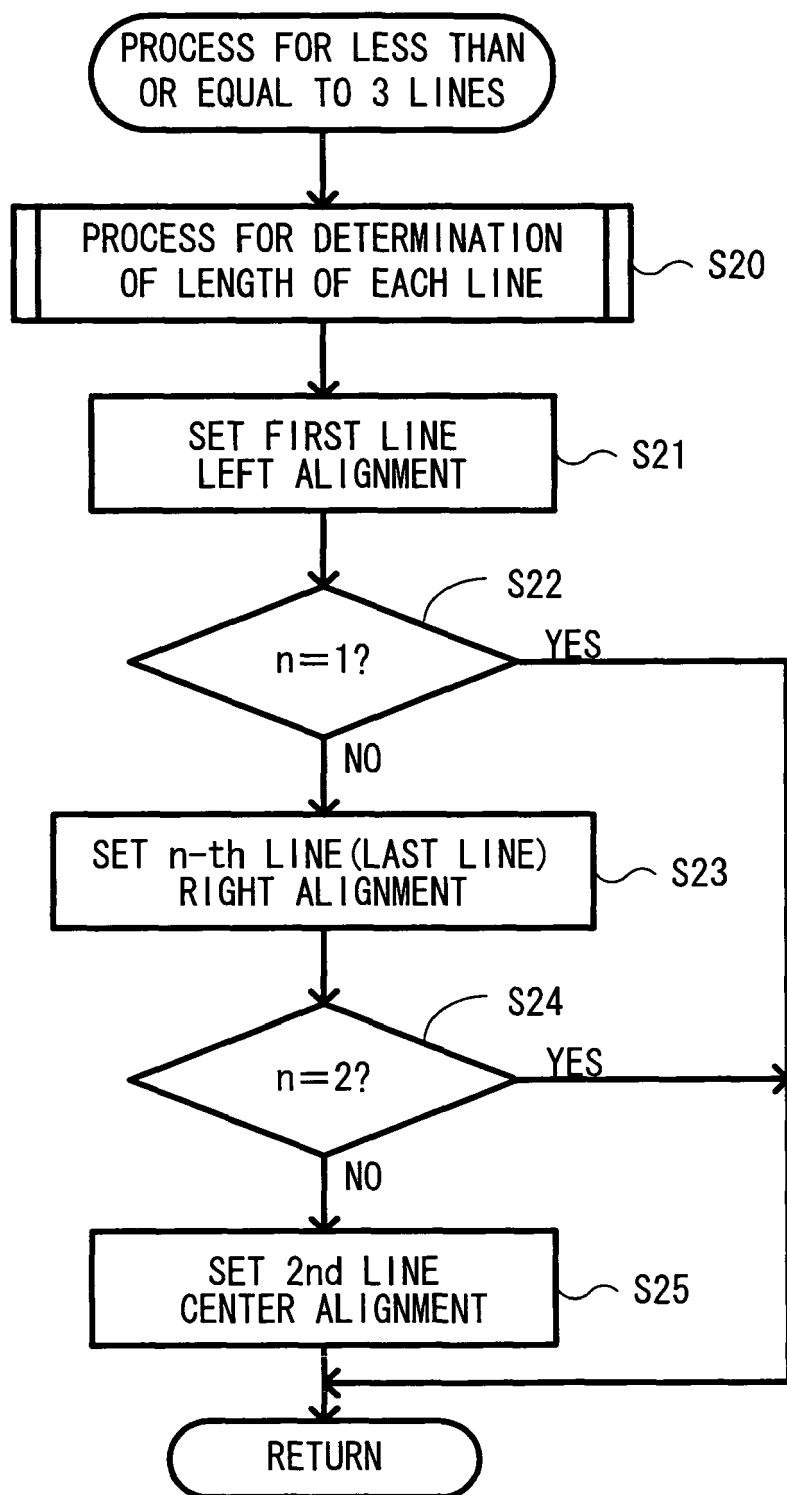 PROCESS FOR LESS THAN
OR EQUAL TO 3 LINES
PROCESS FOR DETERMINATION
OF LENGTH OF EACH LINE
S20
SET FIRST LINE
LEFT ALIGNMENT
S21
S22
n=1?
YES
NO
SET n-th LINE(LAST LINE)
RIGHT ALIGNMENT
S23
S24
n=2?
YES
NO
SET 2nd LINE
CENTER ALIGNMENT
S25
RETURN